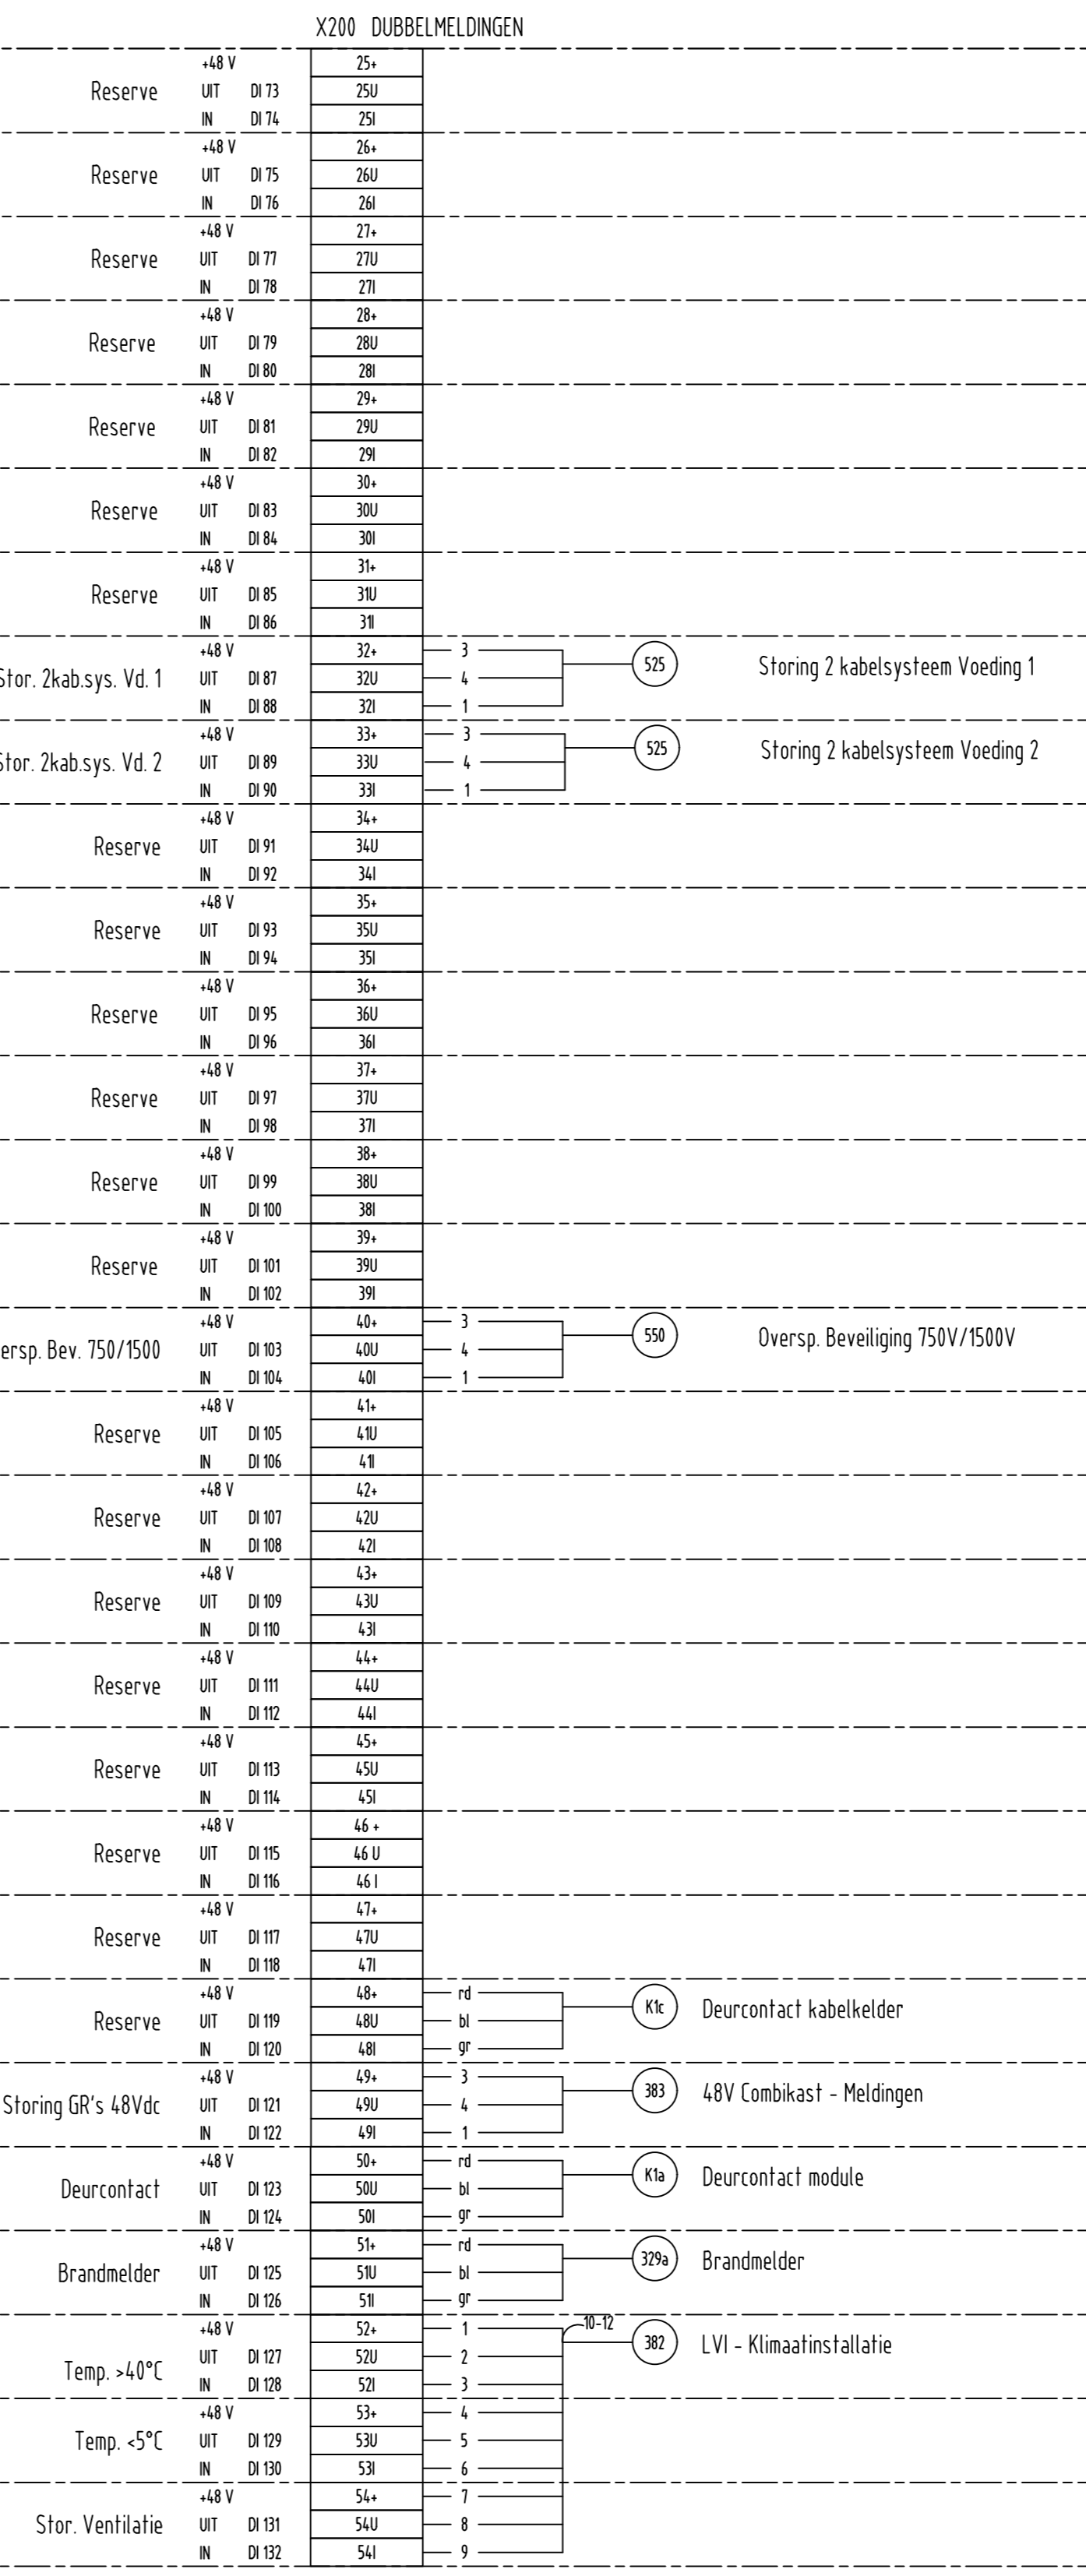 X200 DUBBELMELDINGEN
+48 V 25+
Reserve UIT DI 73 25U
IN DI 74 25I
+48 V 26+
Reserve UIT DI 75 26U
IN DI 76 26I
+48 V 27+
Reserve UIT DI 77 27U
IN DI 78 27I
+48 V 28+
Reserve UIT DI 79 28U
IN DI 80 28I
+48 V 29+
Reserve UIT DI 81 29U
IN DI 82 29I
+48 V 30+
Reserve UIT DI 83 30U
IN DI 84 30I
+48 V 31+
Reserve UIT DI 85 31U
IN DI 86 31I
+48 V 32+ 3
Stor. 2kab.sys. Vd. 1 UIT DI 87 32U 4 525 Storing 2 kabelsysteem Voeding 1
IN DI 88 32I 1
+48 V 33+ 3
Stor. 2kab.sys. Vd. 2 UIT DI 89 33U 4 525 Storing 2 kabelsysteem Voeding 2
IN DI 90 33I 1
+48 V 34+
Reserve UIT DI 91 34U
IN DI 92 34I
+48 V 35+
Reserve UIT DI 93 35U
IN DI 94 35I
+48 V 36+
Reserve UIT DI 95 36U
IN DI 96 36I
+48 V 37+
Reserve UIT DI 97 37U
IN DI 98 37I
+48 V 38+
Reserve UIT DI 99 38U
IN DI 100 38I
+48 V 39+
Reserve UIT DI 101 39U
IN DI 102 39I
+48 V 40+ 3
ersp. Bev. 750/1500 UIT DI 103 40U 4 550 Oversp. Beveiliging 750V/1500V
IN DI 104 40I 1
+48 V 41+
Reserve UIT DI 105 41U
IN DI 106 41I
+48 V 42+
Reserve UIT DI 107 42U
IN DI 108 42I
+48 V 43+
Reserve UIT DI 109 43U
IN DI 110 43I
+48 V 44+
Reserve UIT DI 111 44U
IN DI 112 44I
+48 V 45+
Reserve UIT DI 113 45U
IN DI 114 45I
+48 V 46 +
Reserve UIT DI 115 46 U
IN DI 116 46 I
+48 V 47+
Reserve UIT DI 117 47U
IN DI 118 47I
+48 V 48+ rd
Reserve UIT DI 119 48U bl K1c Deurcontact kabelkelder
IN DI 120 48I gr
+48 V 49+ 3
Storing GR's 48Vdc UIT DI 121 49U 4 383 48V Combikast - Meldingen
IN DI 122 49I 1
+48 V 50+ rd
Deurcontact UIT DI 123 50U bl K1a Deurcontact module
IN DI 124 50I gr
+48 V 51+ rd
Brandmelder UIT DI 125 51U bl 329a Brandmelder
IN DI 126 51I gr
+48 V 52+ 1 10-12
Temp. >40°C UIT DI 127 52U 2 382 LVI - Klimaatinstallatie
IN DI 128 52I 3
+48 V 53+ 4
Temp. <5°C UIT DI 129 53U 5
IN DI 130 53I 6
+48 V 54+ 7
Stor. Ventilatie UIT DI 131 54U 8
IN DI 132 54I 9